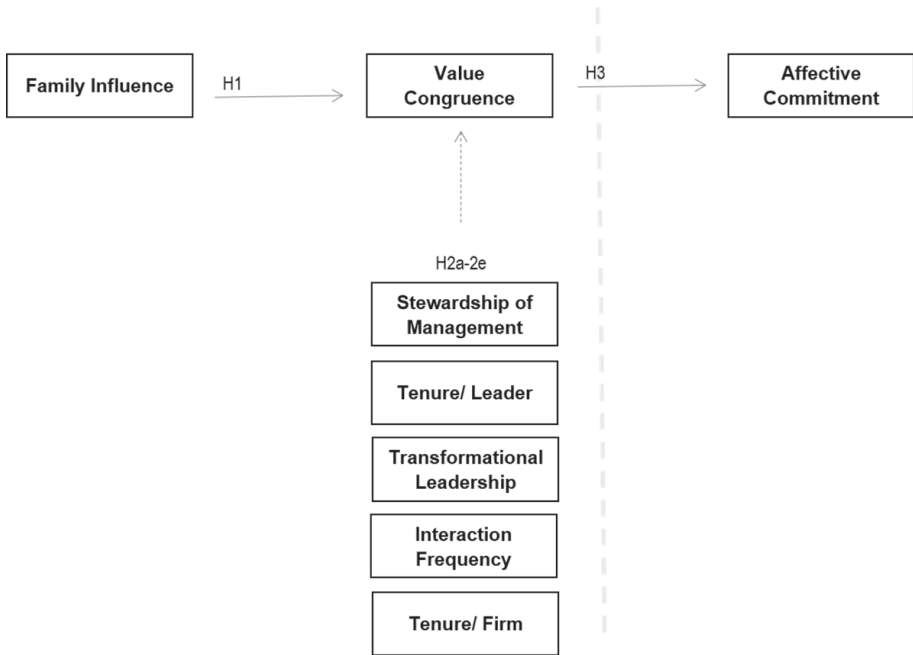 Family Influence
H1
Value
Congruence
H3
Affective
Commitment
H2a-2e
Stewardship of
Management
Tenure/ Leader
Transformational
Leadership
Interaction
Frequency
Tenure/ Firm